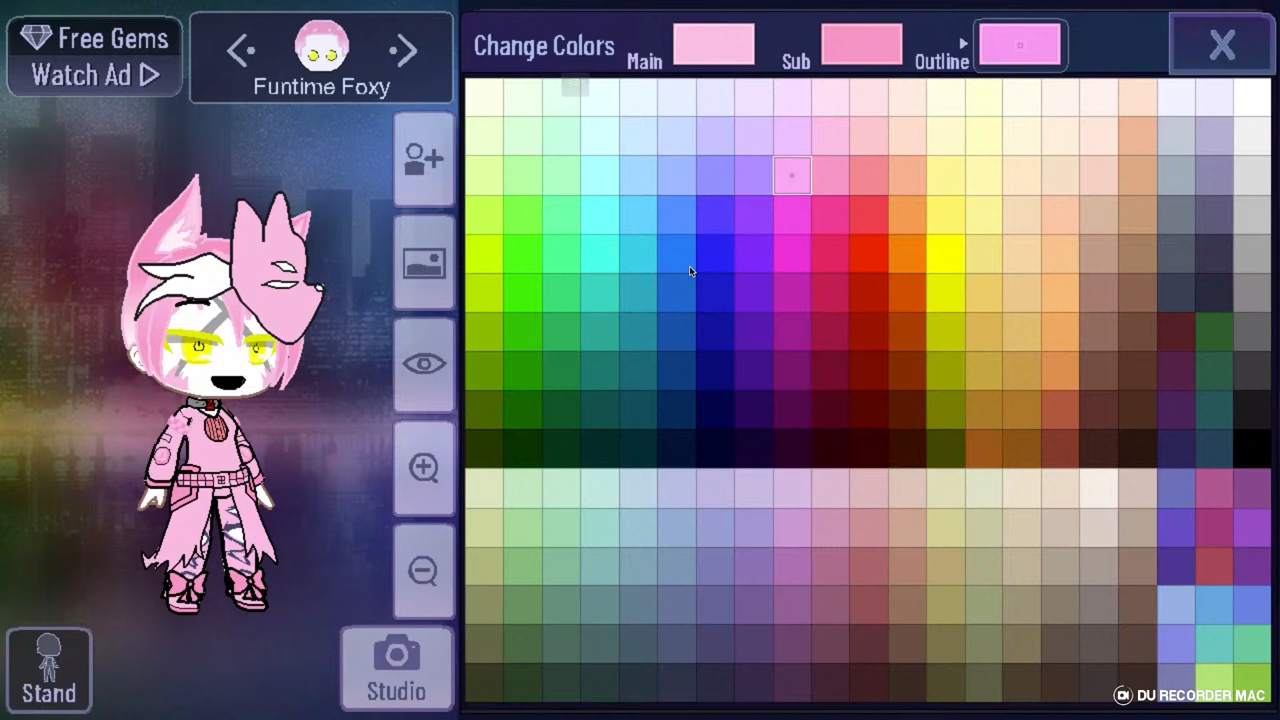 Free Gems
Watch Ad
Funtime Foxy
Change Colors
Main
Sub
Outline
X
Stand
Studio
DU RECORDER MAC